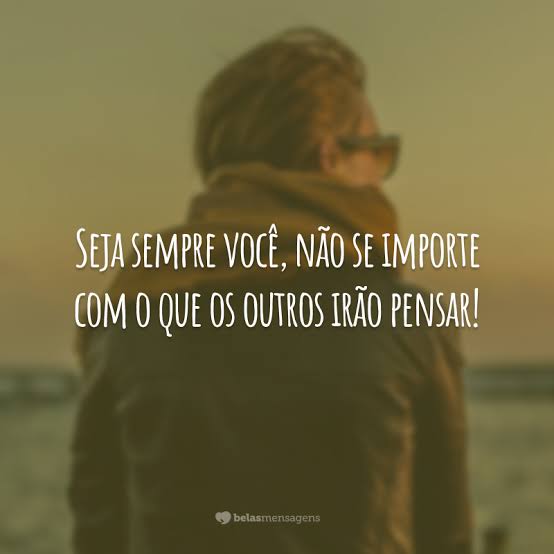 Seja sempre você, não se importe
com o que os outros irão pensar!
belasmensagens